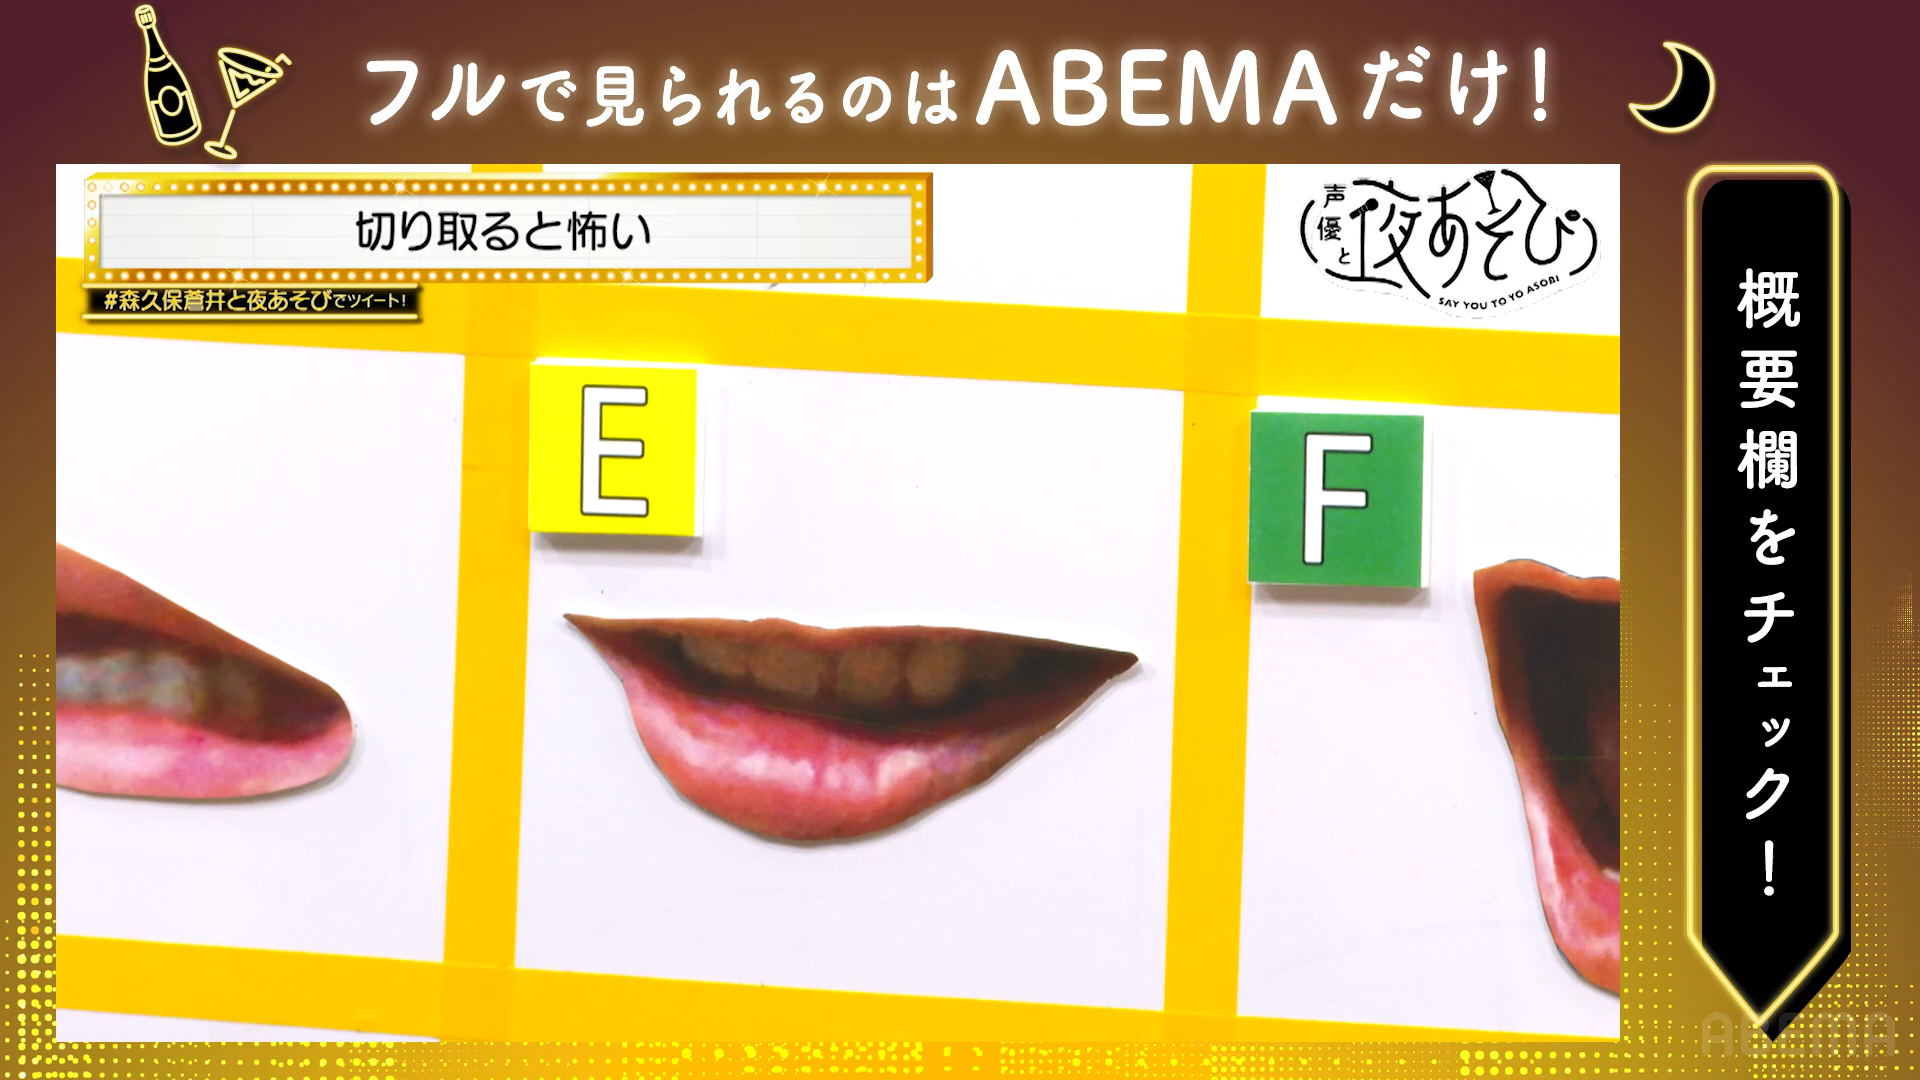 フルで見られるのはABEMAだけ!
切り取ると怖い
#森久保蒼井と夜あそびでツイート!
声優と夜あそび
SAY YOU TO YO ASOBI
E
F
概要欄をチェック!
ABEMA